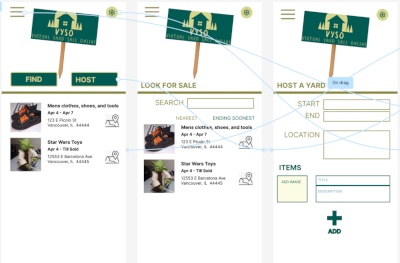 VYSO
VIRTUAL YARD SALE ONLINE
FIND
HOST
Mens clothes, shoes, and tools
Apr 4 - Apr 7
123 E Picolo St
Vancouver, IL 44444
Star Wars Toys
Apr 4 - Till Sold
12553 E Barcelona Ave
Vancouver, IL 44445
VYSO
VIRTUAL YARD SALE ONLINE
LOOK FOR SALE
SEARCH
NEAREST
ENDING SOONEST
Mens clothes, shoes, and tools
Apr 4 - Apr 7
123 E Picolo St
Vancouver, IL 44444
Star Wars Toys
Apr 4 - Till Sold
12553 E Barcelona Ave
Vancouver, IL 44445
VYSO
VIRTUAL YARD SALE ONLINE
On drag
HOST A YARD
START
END
LOCATION
ITEMS
ADD IMAGE
TITLE
DESCRIPTION
ADD